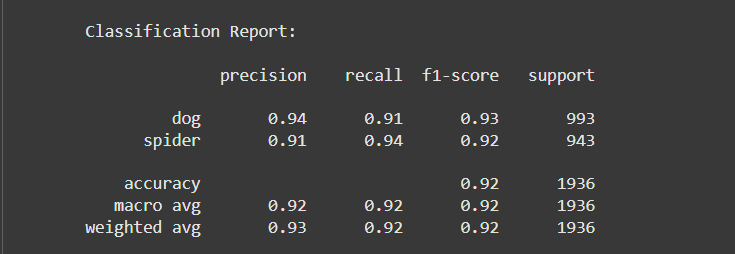 Classification Report:
precision recall f1-score support
dog 0.94 0.91 0.93 993
spider 0.91 0.94 0.92 943
accuracy 0.92 1936
macro avg 0.92 0.92 0.92 1936
weighted avg 0.93 0.92 0.92 1936